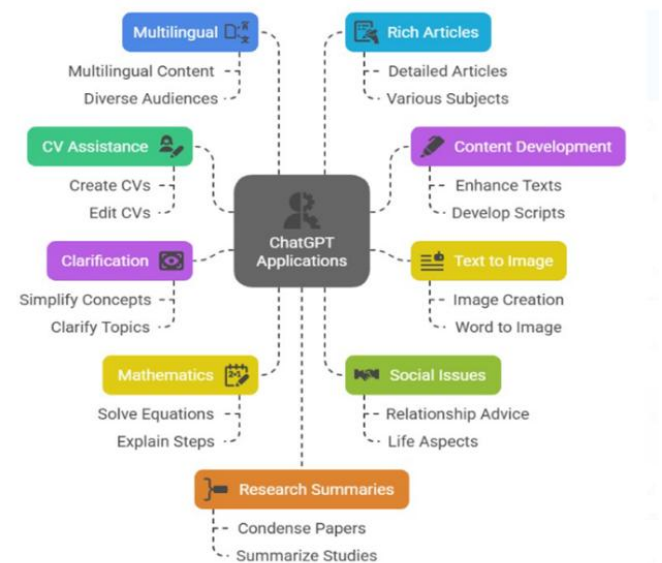 Multilingual
Multilingual Content
Diverse Audiences
Rich Articles
Detailed Articles
Various Subjects
CV Assistance
Create CVs
Edit CVs
Content Development
Enhance Texts
Develop Scripts
ChatGPT
Applications
Clarification
Simplify Concepts
Clarify Topics
Text to Image
Image Creation
Word to Image
Mathematics
Solve Equations
Explain Steps
Social Issues
Relationship Advice
Life Aspects
Research Summaries
Condense Papers
Summarize Studies